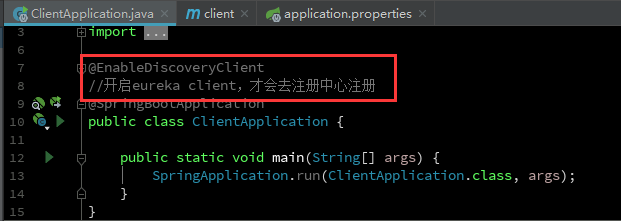 ClientApplication.java × client × application.properties ×
3 import ...
6
7 @EnableDiscoveryClient
8 //开启eureka client，才会去注册中心注册
9 @SpringBootApplication
10 public class ClientApplication {
11
12 public static void main(String[] args) {
13 SpringApplication.run(ClientApplication.class, args);
14 }
15 }